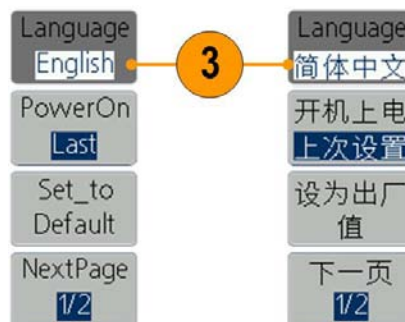 Language
English
PowerOn
Last
Set_to
Default
NextPage
1/2
3
Language
简体中文
开机上电
上次设置
设为出厂
值
下一页
1/2